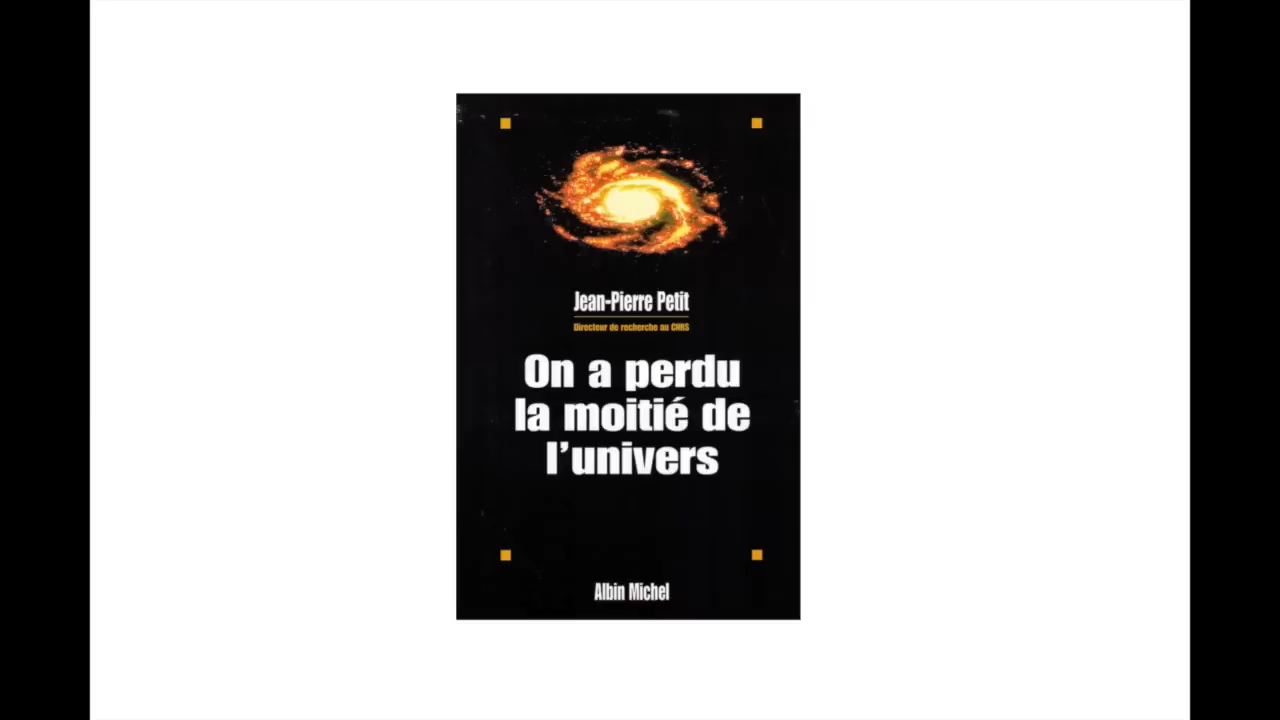 Jean-Pierre Petit
Directeur de recherche au CNRS
On a perdu
la moitié de
l'univers
Albin Michel